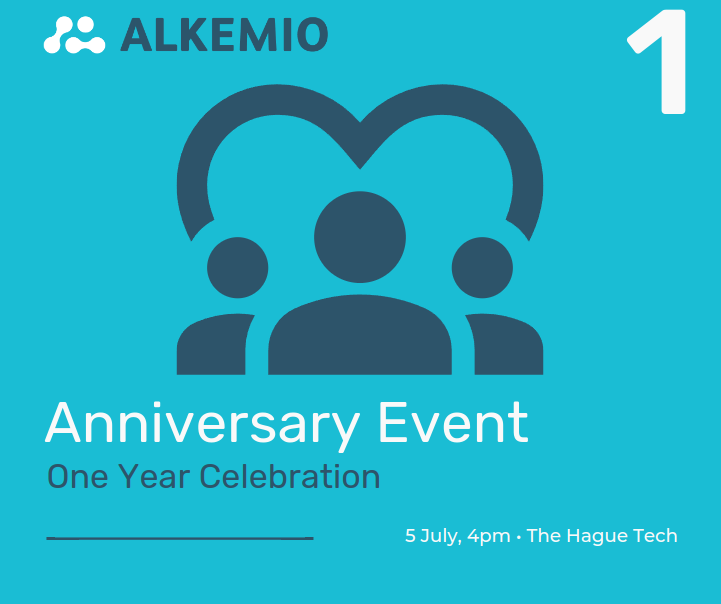 ALKEMIO
1
Anniversary Event
One Year Celebration
5 July, 4pm • The Hague Tech